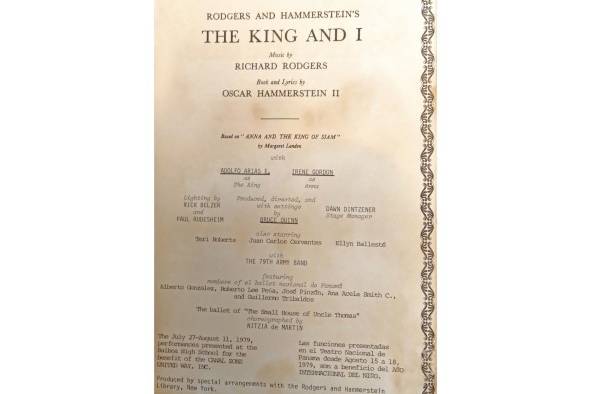 RODGERS AND HAMMERSTEIN'S
THE KING AND I
Music by
RICHARD RODGERS
Book and Lyrics by
OSCAR HAMMERSTEIN II
Based on "ANNA AND THE KING OF SIAM"
by Margaret Landon
with
ADOLFO ARIAS E. IRENE GORDON
as as
The King Anna
Lighting by Produced, directed, and
RICK BELZER with settings DAWN DINTZENER
and by Stage Manager
PAUL RUDESHEIM BRUCE QUINN
also starring
Teri Roberts Juan Carlos Cervantes Ellyn Ballestó
with
THE 79TH ARMY BAND
featuring
members of el ballet nacional de Panamá
Alberto González, Roberto Lee Peña, José Pinzón, Ana Acela Smith C.,
and Guillermo Tribaldos
The ballet of "The Small House of Uncle Thomas"
choreographed by
NITZIA de MARTIN
The July 27-August 11, 1979,
performances presented at the
Balboa High School for the
benefit of the CANAL ZONE
UNITED WAY, INC.
Las funciones presentadas
en el Teatro Nacional de
Panama desde Agosto 15 a 18,
1979, son a beneficio del AÑO
INTERNACIONAL DEL NIÑO.
Produced by special arrangements with the Rodgers and Hammerstein
Library, New York.